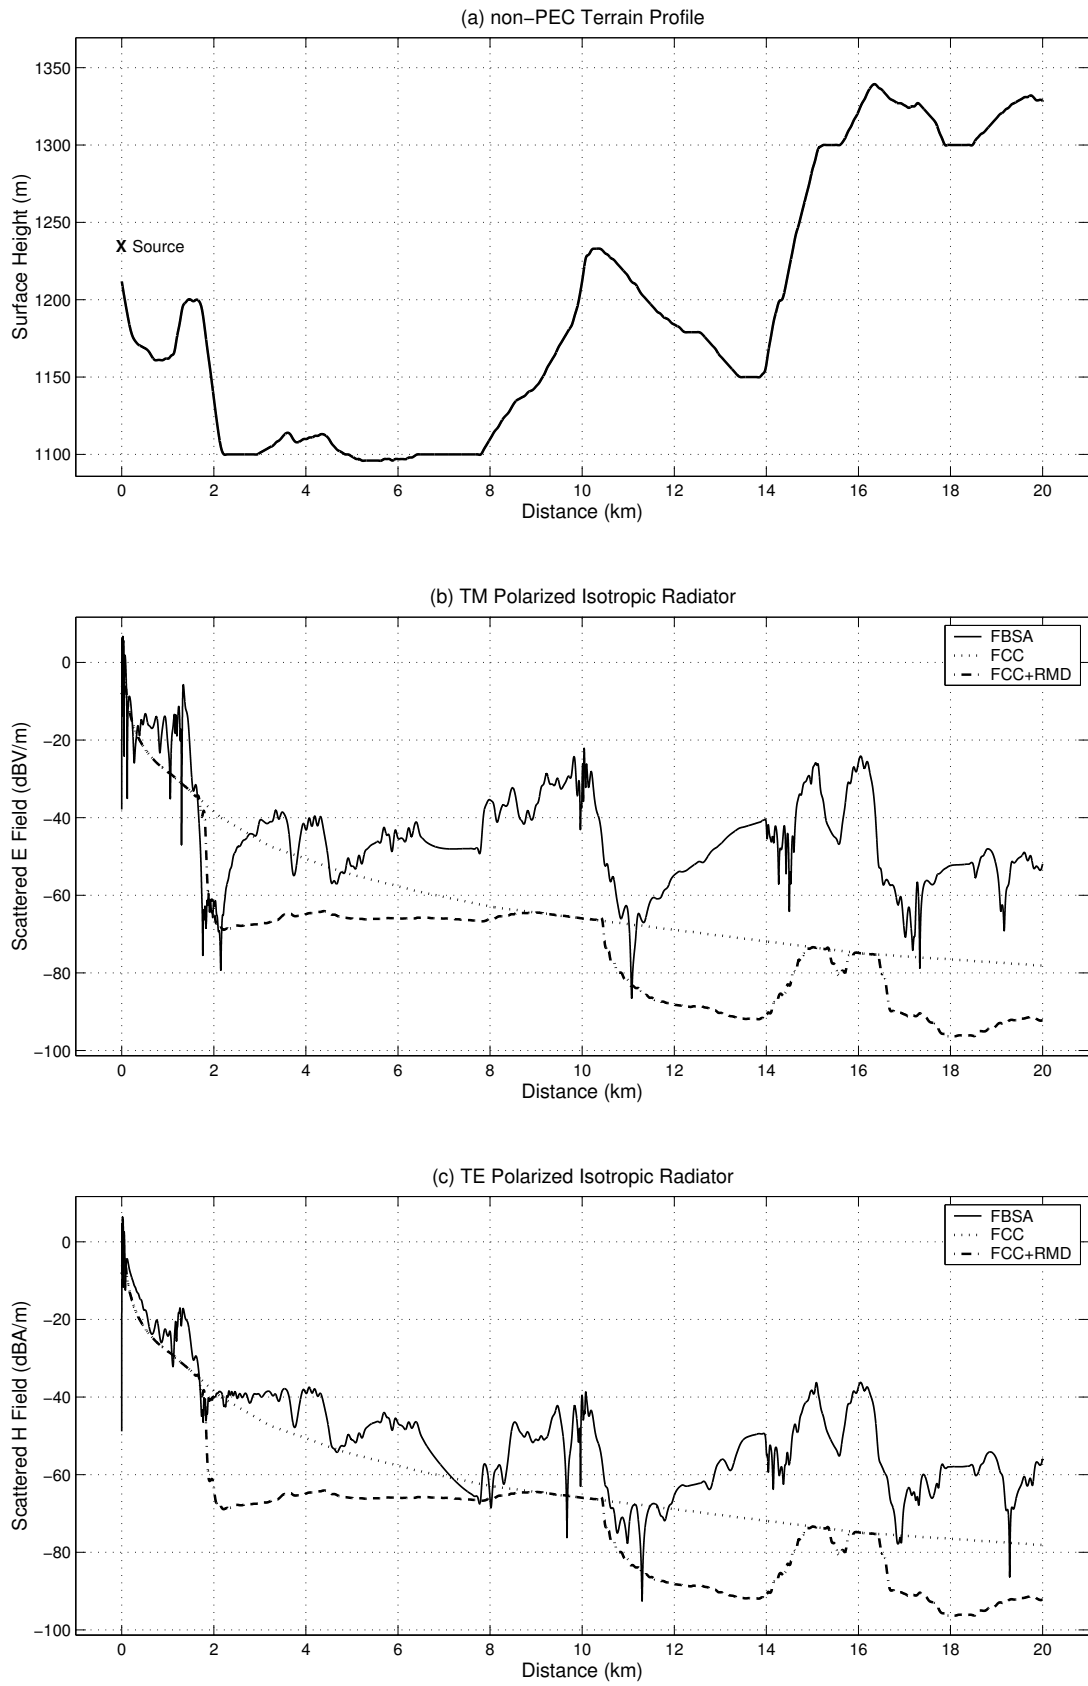 (a) non−PEC Terrain Profile
1350
1300
1250
1200
1150
1100
Surface Height (m)
X Source
0 2 4 6 8 10 12 14 16 18 20
Distance (km)
(b) TM Polarized Isotropic Radiator
0
−20
−40
−60
−80
−100
Scattered E Field (dBV/m)
FBSA
FCC
FCC+RMD
0 2 4 6 8 10 12 14 16 18 20
Distance (km)
(c) TE Polarized Isotropic Radiator
0
−20
−40
−60
−80
−100
Scattered H Field (dBA/m)
FBSA
FCC
FCC+RMD
0 2 4 6 8 10 12 14 16 18 20
Distance (km)